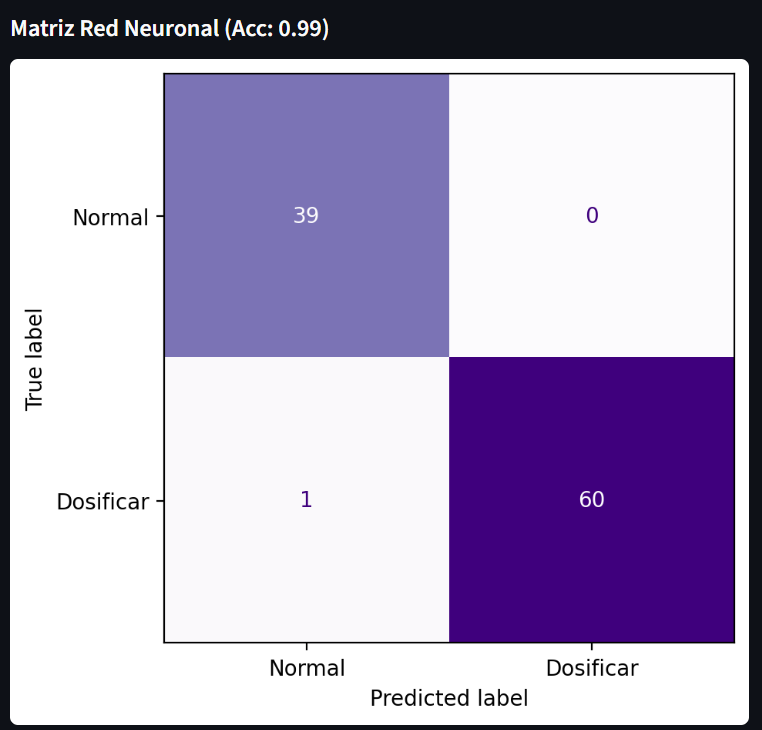 Matriz Red Neuronal (Acc: 0.99)
Normal
39
0
True label
Dosificar
1
60
Normal
Dosificar
Predicted label